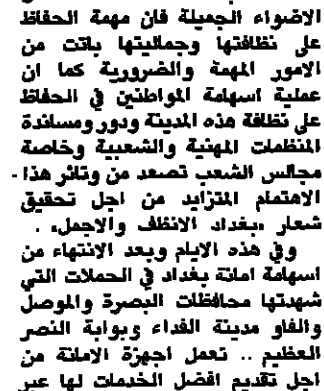 الاضواء الجميلة فان مهمة الحفاظ
على نظافتها وجماليتها باتت من
الامور المهمة والضرورية كما ان
عملية اسهامة المواطنين في الحفاظ
على نظافة هذه المدينة ودور ومساندة
المنظمات المهنية والشعبية وخاصة
مجالس الشعب تصعد من وتائر هذا -
الاهتمام المتزايد من اجل تحقيق
شعار «بغداد الانظف والاجمل» .
وفي هذه الايام وبعد الانتهاء من
اسهامة امانة بغداد في الحملات التي
شهدتها محافظات البصرة والموصل
والفاو مدينة الفداء وبوابة النصر
العظيم .. تعمل اجهزة الامانة من
اجل تقديم افضل الخدمات لها عبر